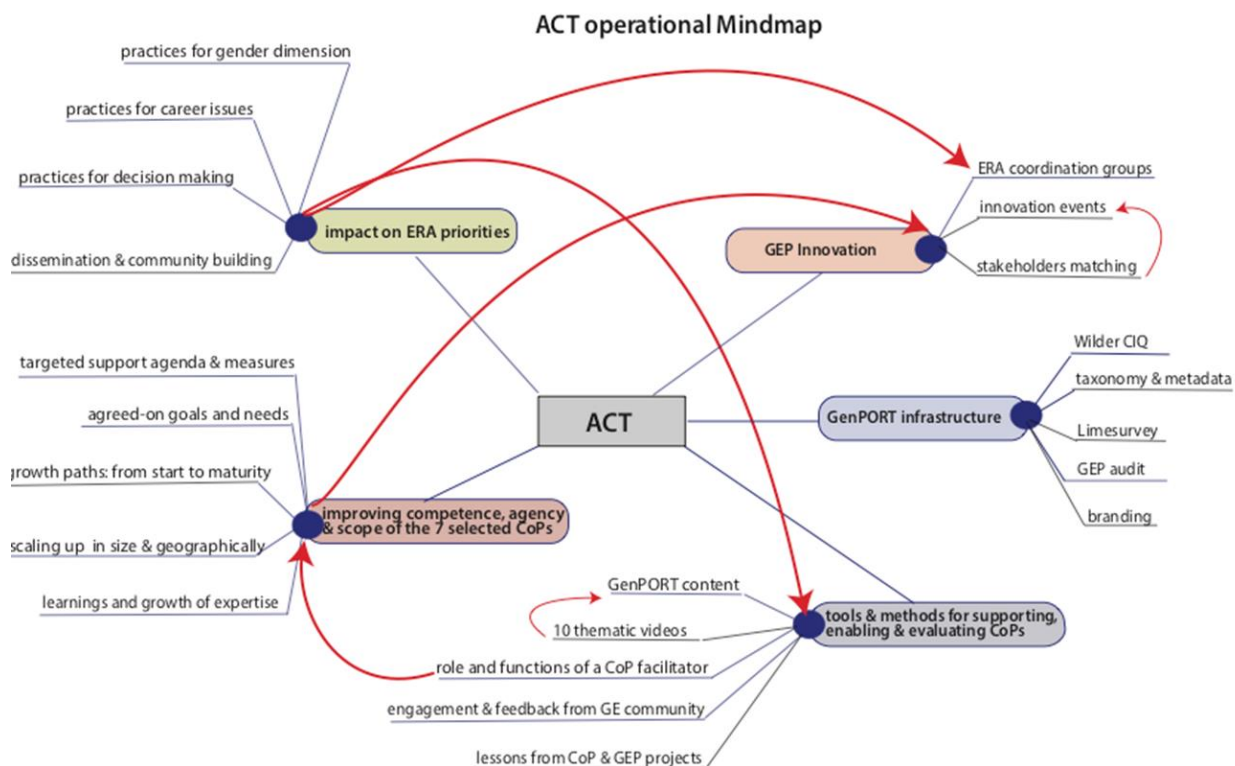 ACT operational Mindmap
practices for gender dimension
practices for career issues
practices for decision making
dissemination & community building
impact on ERA priorities
ERA coordination groups
innovation events
stakeholders matching
GEP Innovation
targeted support agenda & measures
agreed-on goals and needs
growth paths: from start to maturity
scaling up in size & geographically
learnings and growth of expertise
improving competence, agency
& scope of the 7 selected CoPs
ACT
GenPORT infrastructure
Wilder CIQ
taxonomy & metadata
Limesurvey
GEP audit
branding
GenPORT content
10 thematic videos
role and functions of a CoP facilitator
engagement & feedback from GE community
lessons from CoP & GEP projects
tools & methods for supporting,
enabling & evaluating CoPs